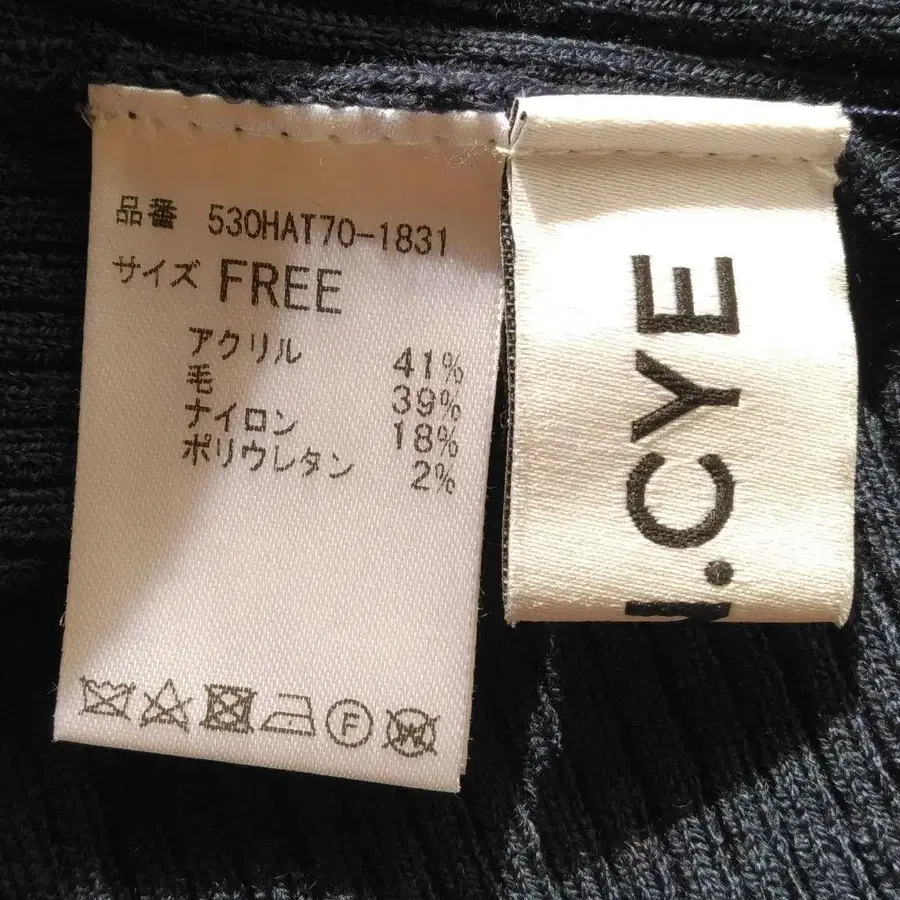 品番 530HAT70-1831
サイズ FREE
アクリル 41%
毛 39%
ナイロン 18%
ポリウレタン 2%
F
W
.CYE